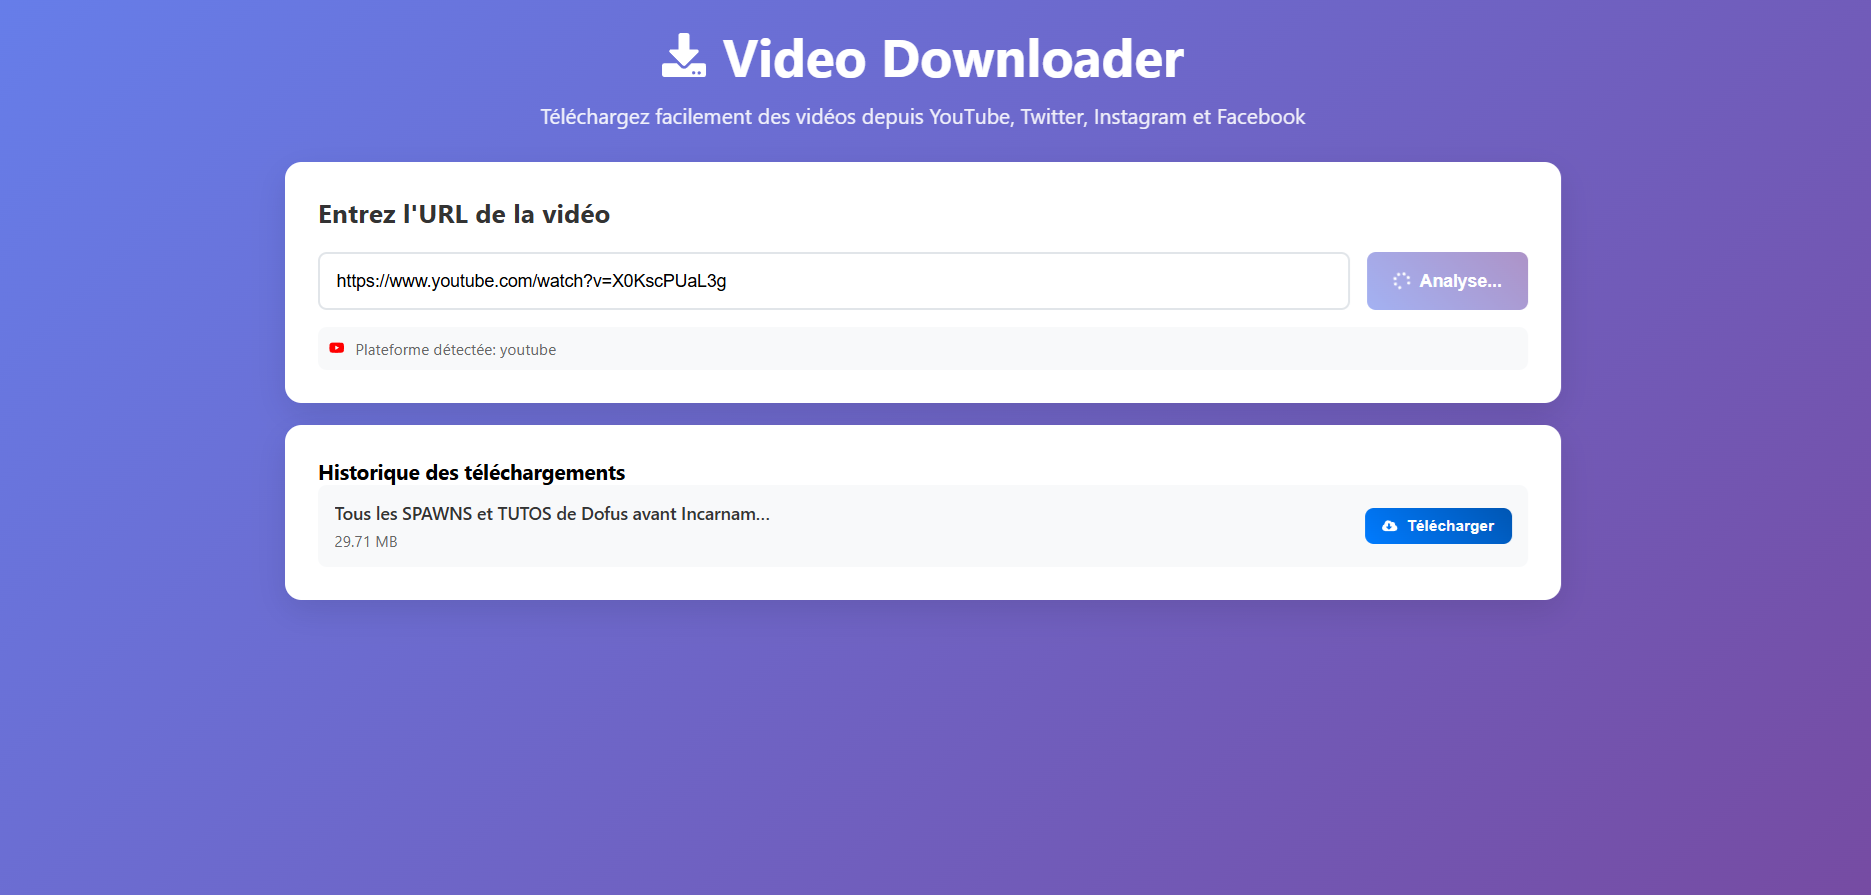 Video Downloader
Téléchargez facilement des vidéos depuis YouTube, Twitter, Instagram et Facebook
Entrez l'URL de la vidéo
https://www.youtube.com/watch?v=X0KscPUaL3g
Analyse...
Plateforme détectée: youtube
Historique des téléchargements
Tous les SPAWNS et TUTOS de Dofus avant Incarnam...
29.71 MB
Télécharger